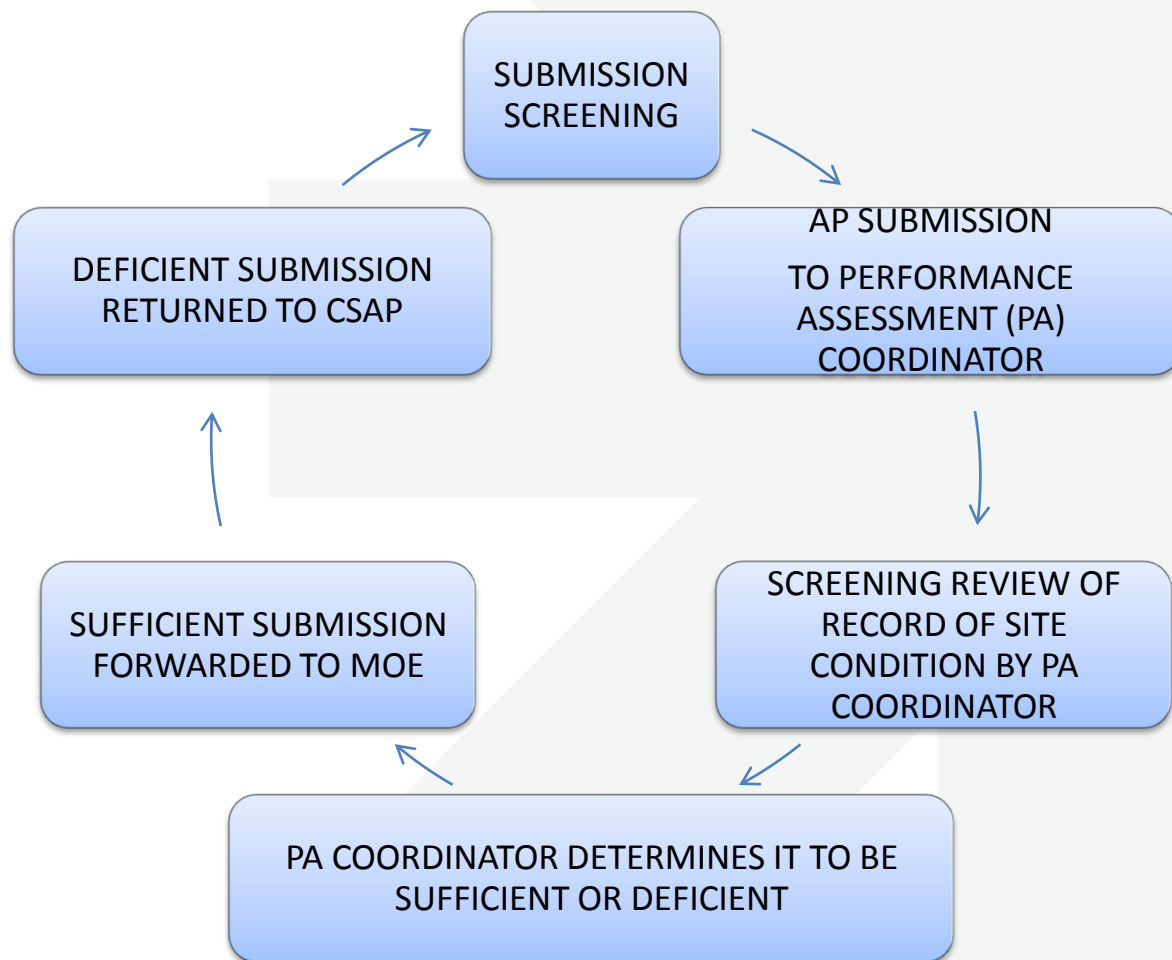 SUBMISSION
SCREENING
AP SUBMISSION
TO PERFORMANCE
ASSESSMENT (PA)
COORDINATOR
SCREENING REVIEW OF
RECORD OF SITE
CONDITION BY PA
COORDINATOR
PA COORDINATOR DETERMINES IT TO BE
SUFFICIENT OR DEFICIENT
SUFFICIENT SUBMISSION
FORWARDED TO MOE
DEFICIENT SUBMISSION
RETURNED TO CSAP